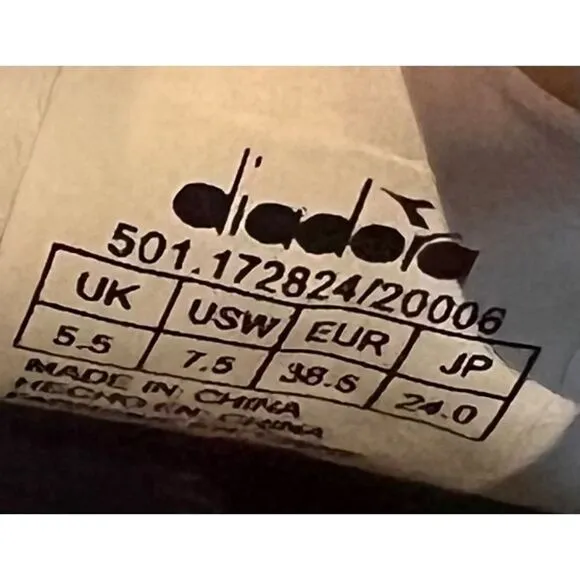 diadora
501.172824/20006
UK USW EUR JP
5.5 7.5 38.5 24.0
MADE IN CHINA
HECHO EN CHINA